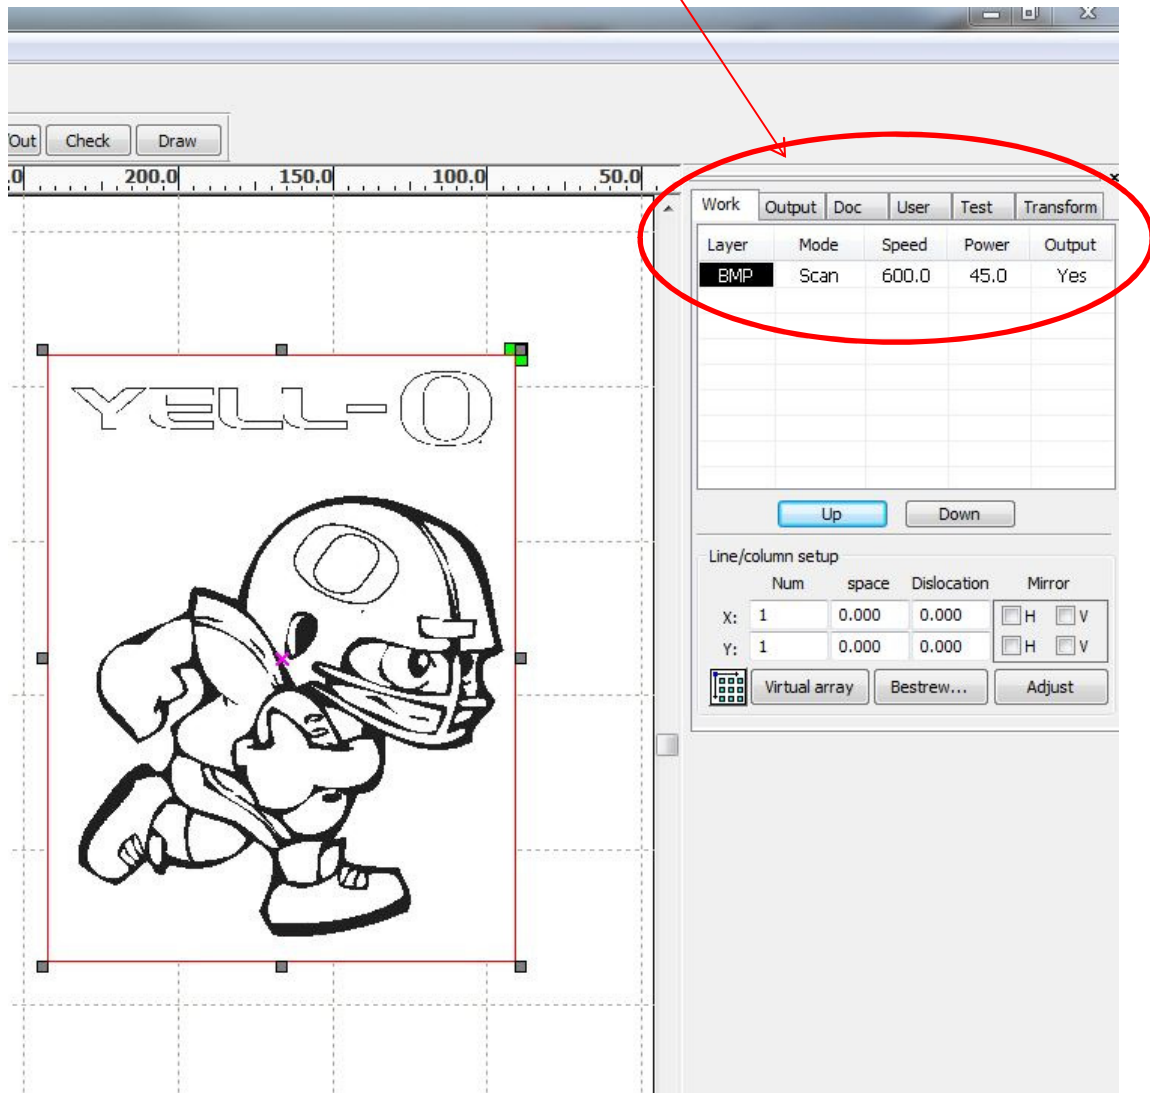 Out Check Draw
.0 200.0 150.0 100.0 50.0
Work Output Doc User Test Transform
Layer Mode Speed Power Output
BMP Scan 600.0 45.0 Yes
YELL-O
O
Up Down
Line/column setup
Num space Dislocation Mirror
X: 1 0.000 0.000 H V
Y: 1 0.000 0.000 H V
Virtual array Bestrew... Adjust